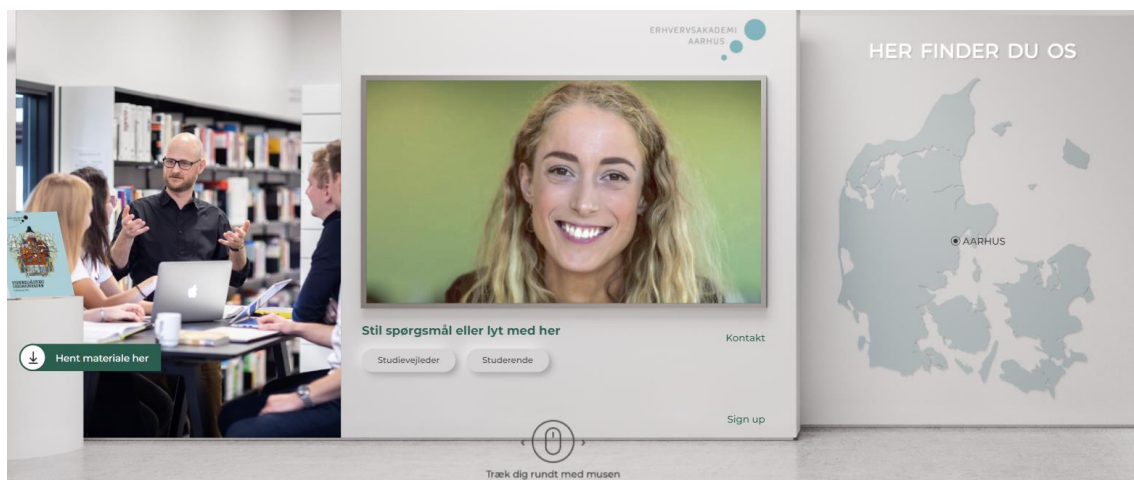 ERHVERVSAKADEMI
AARHUS
HER FINDER DU OS
AARHUS
Hent materiale her
Stil spørgsmål eller lyt med her
Studievejleder
Studerende
Kontakt
Sign up
Træk dig rundt med musen